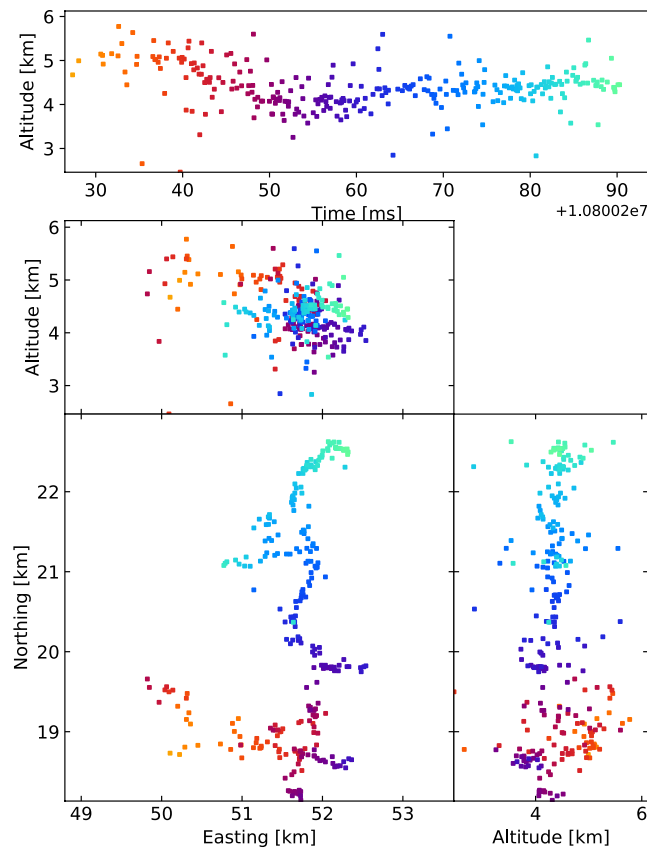 6
5
4
3
Altitude [km]
30 40 50 60 70 80 90
Time [ms]
+1.08002e7
6
5
4
3
Altitude [km]
22
21
20
19
Northing [km]
49 50 51 52 53
Easting [km]
4 6
Altitude [km]